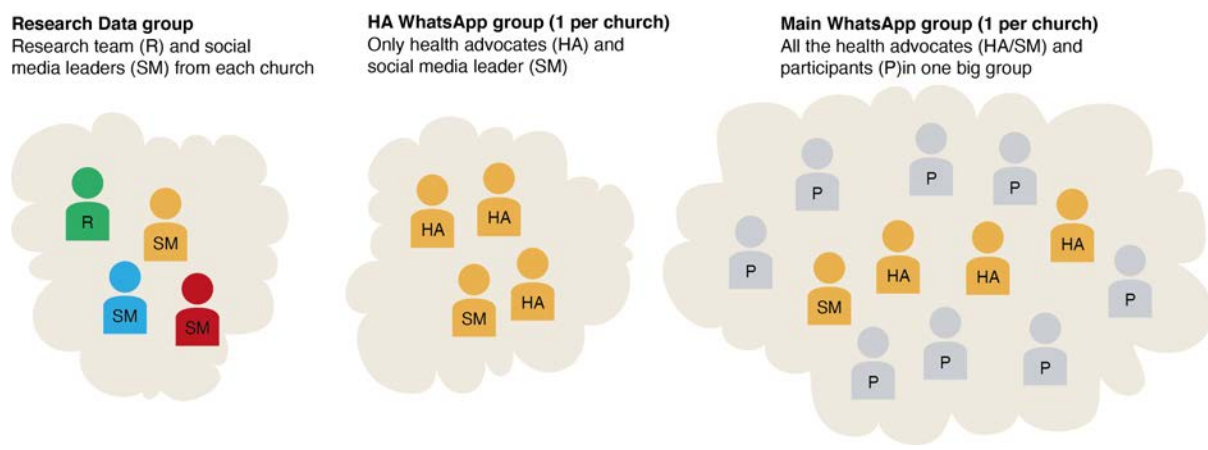 Research Data group
Research team (R) and social
media leaders (SM) from each church
HA WhatsApp group (1 per church)
Only health advocates (HA) and
social media leader (SM)
Main WhatsApp group (1 per church)
All the health advocates (HA/SM) and
participants (P)in one big group
R
SM
SM
SM
HA
HA
SM
HA
P
P
P
P
HA
HA
HA
SM
P
P
P
P